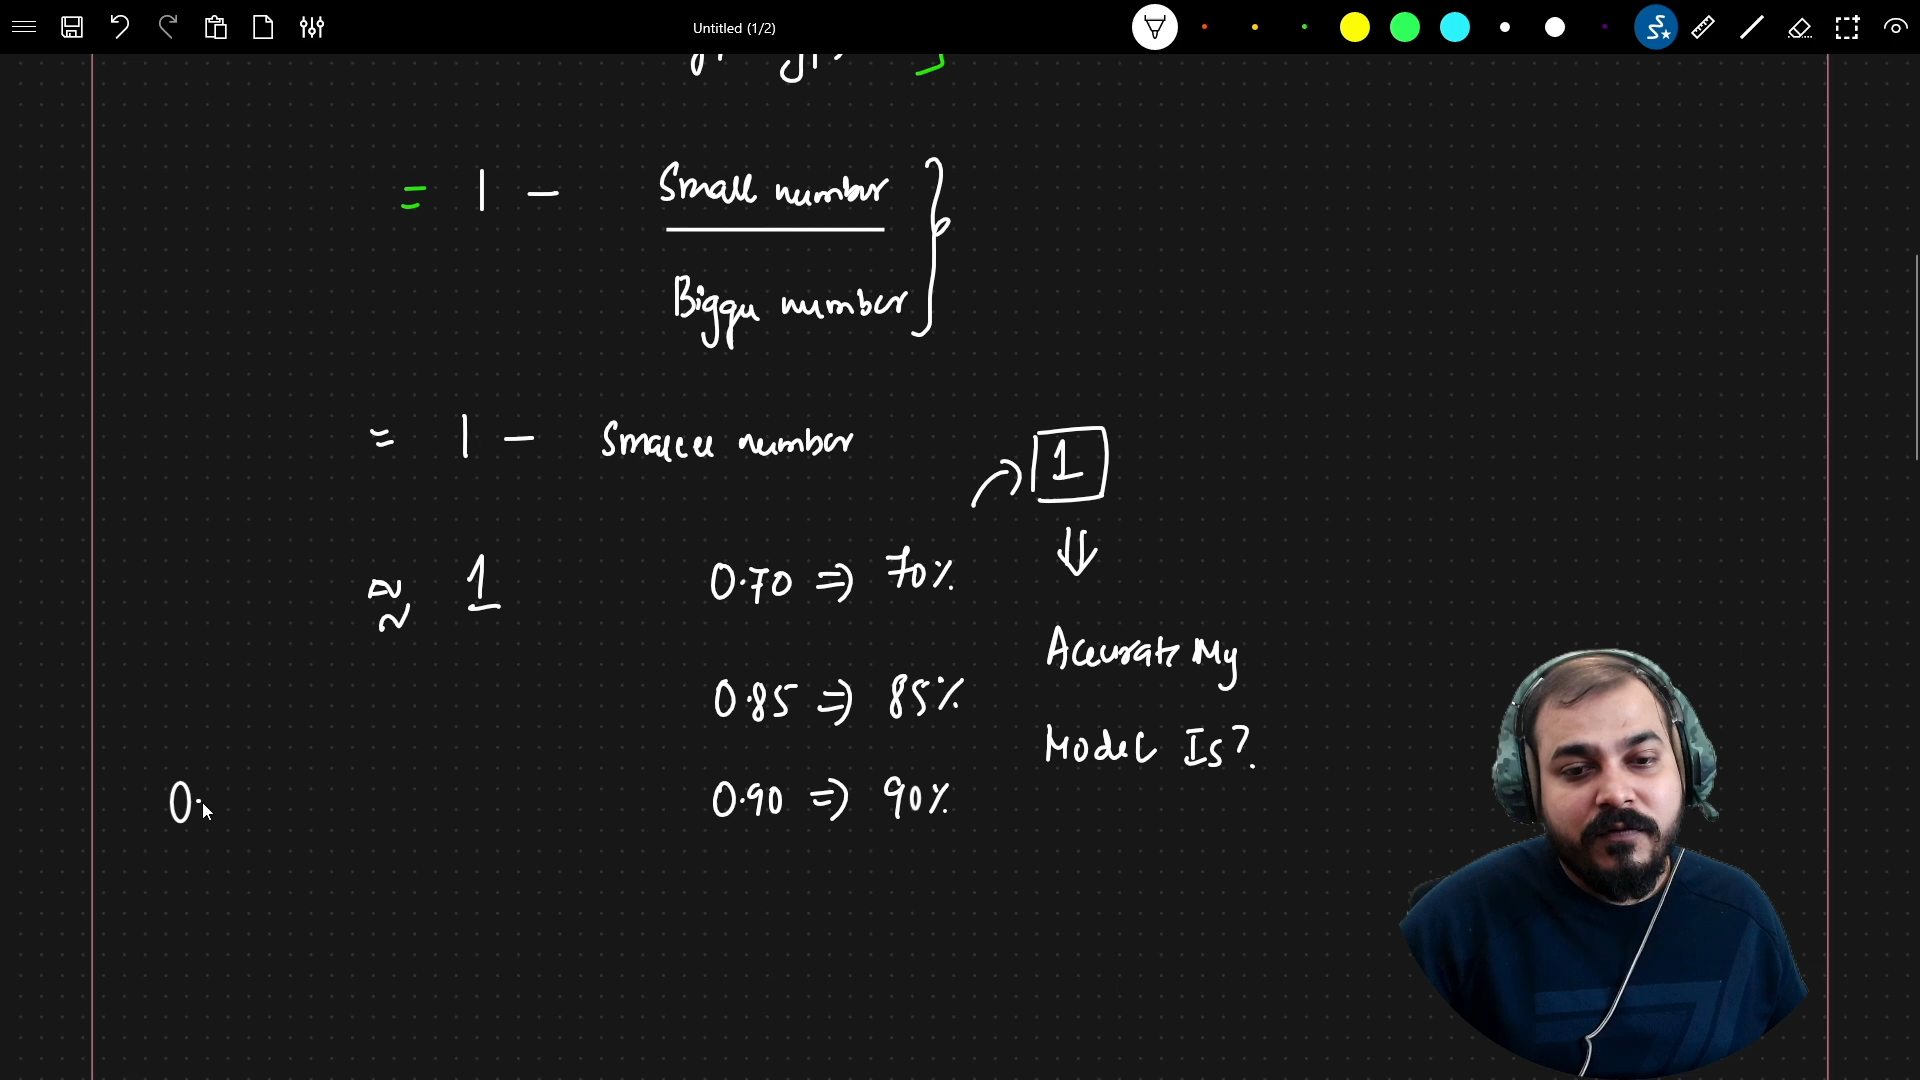 Untitled (1/2)
= 1 - Small number
Bigger number
= 1 - Smaller number
1
≈ 1
0.70 => 70%
Accurate My
0.85 => 85%
Model Is?
0.90 => 90%
0.